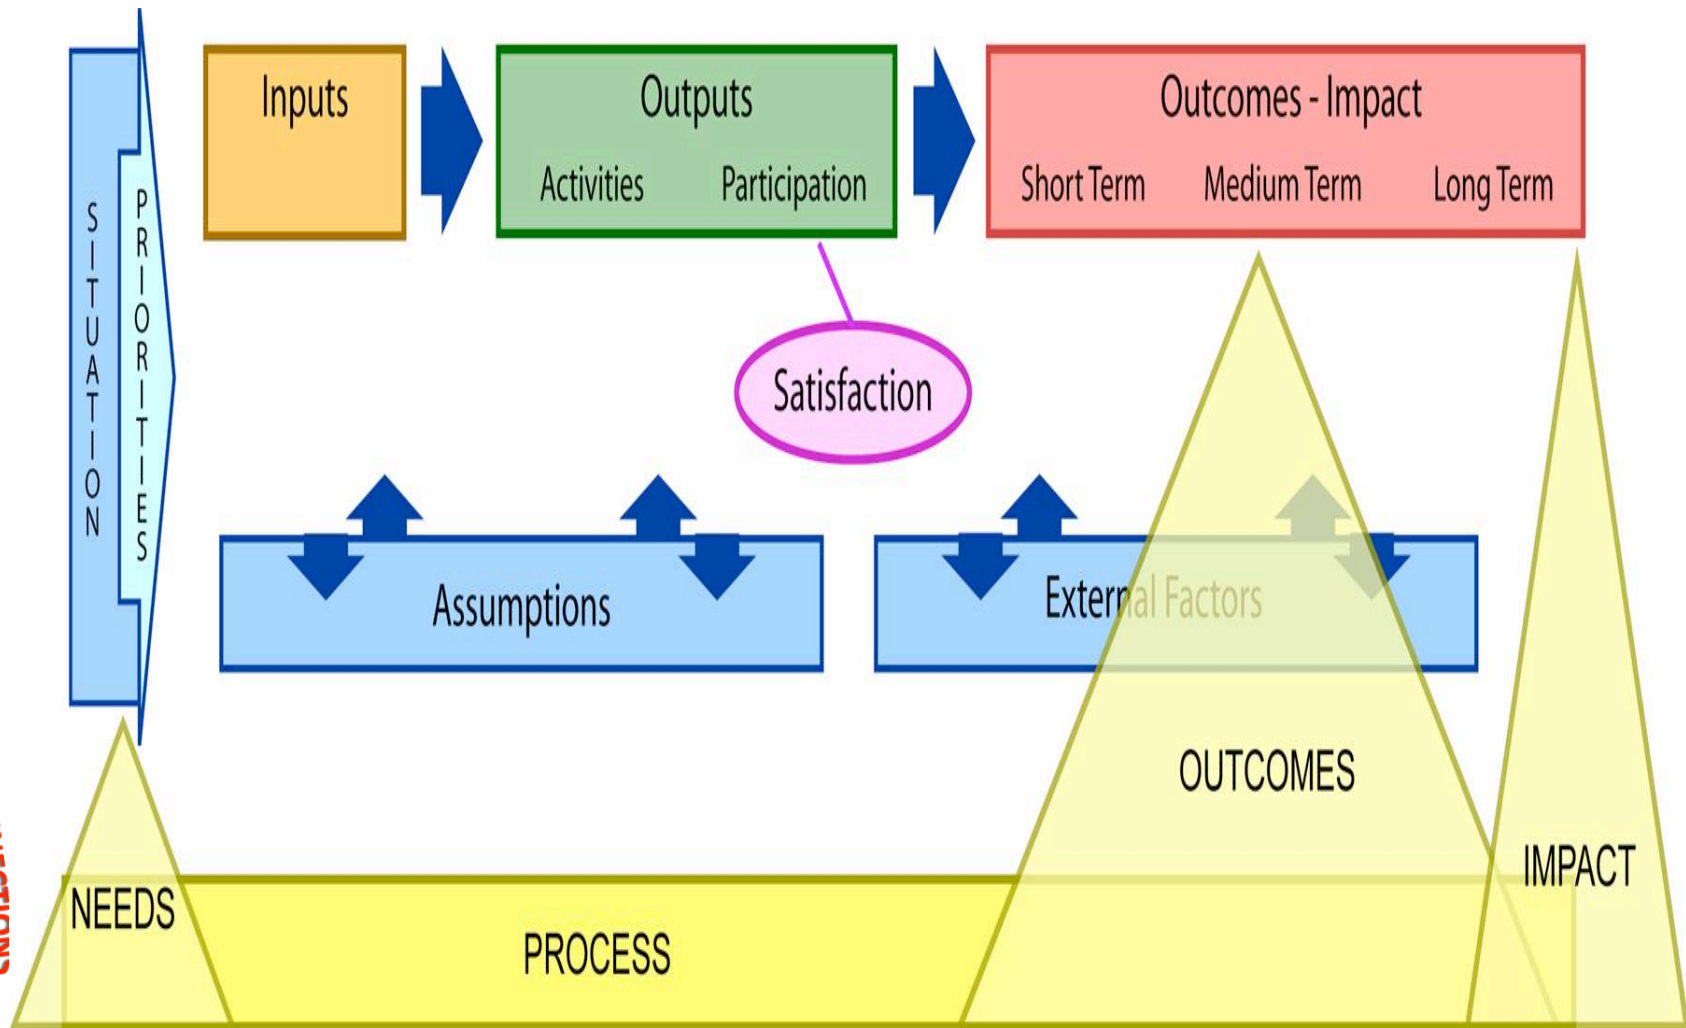 SITUATION
PRIORITIES
Inputs
Outputs
Activities Participation
Outcomes - Impact
Short Term Medium Term Long Term
Satisfaction
Assumptions
External Factors
NEEDS
PROCESS
OUTCOMES
IMPACT